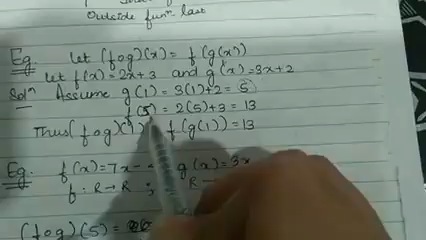 Outside funⁿ last
Eg. let (fog)(x) = f(g(x))
let f(x) = 2x+3 and g(x) = 3x+2
Solⁿ Assume g(1) = 3(1)+2 = 5
f(5) = 2(5)+3 = 13
Thus (fog)(1) f(g(1)) = 13
Eg. f(x) = 7x - g(x) = 3x
f: R→R ; R →
(fog)(5) =